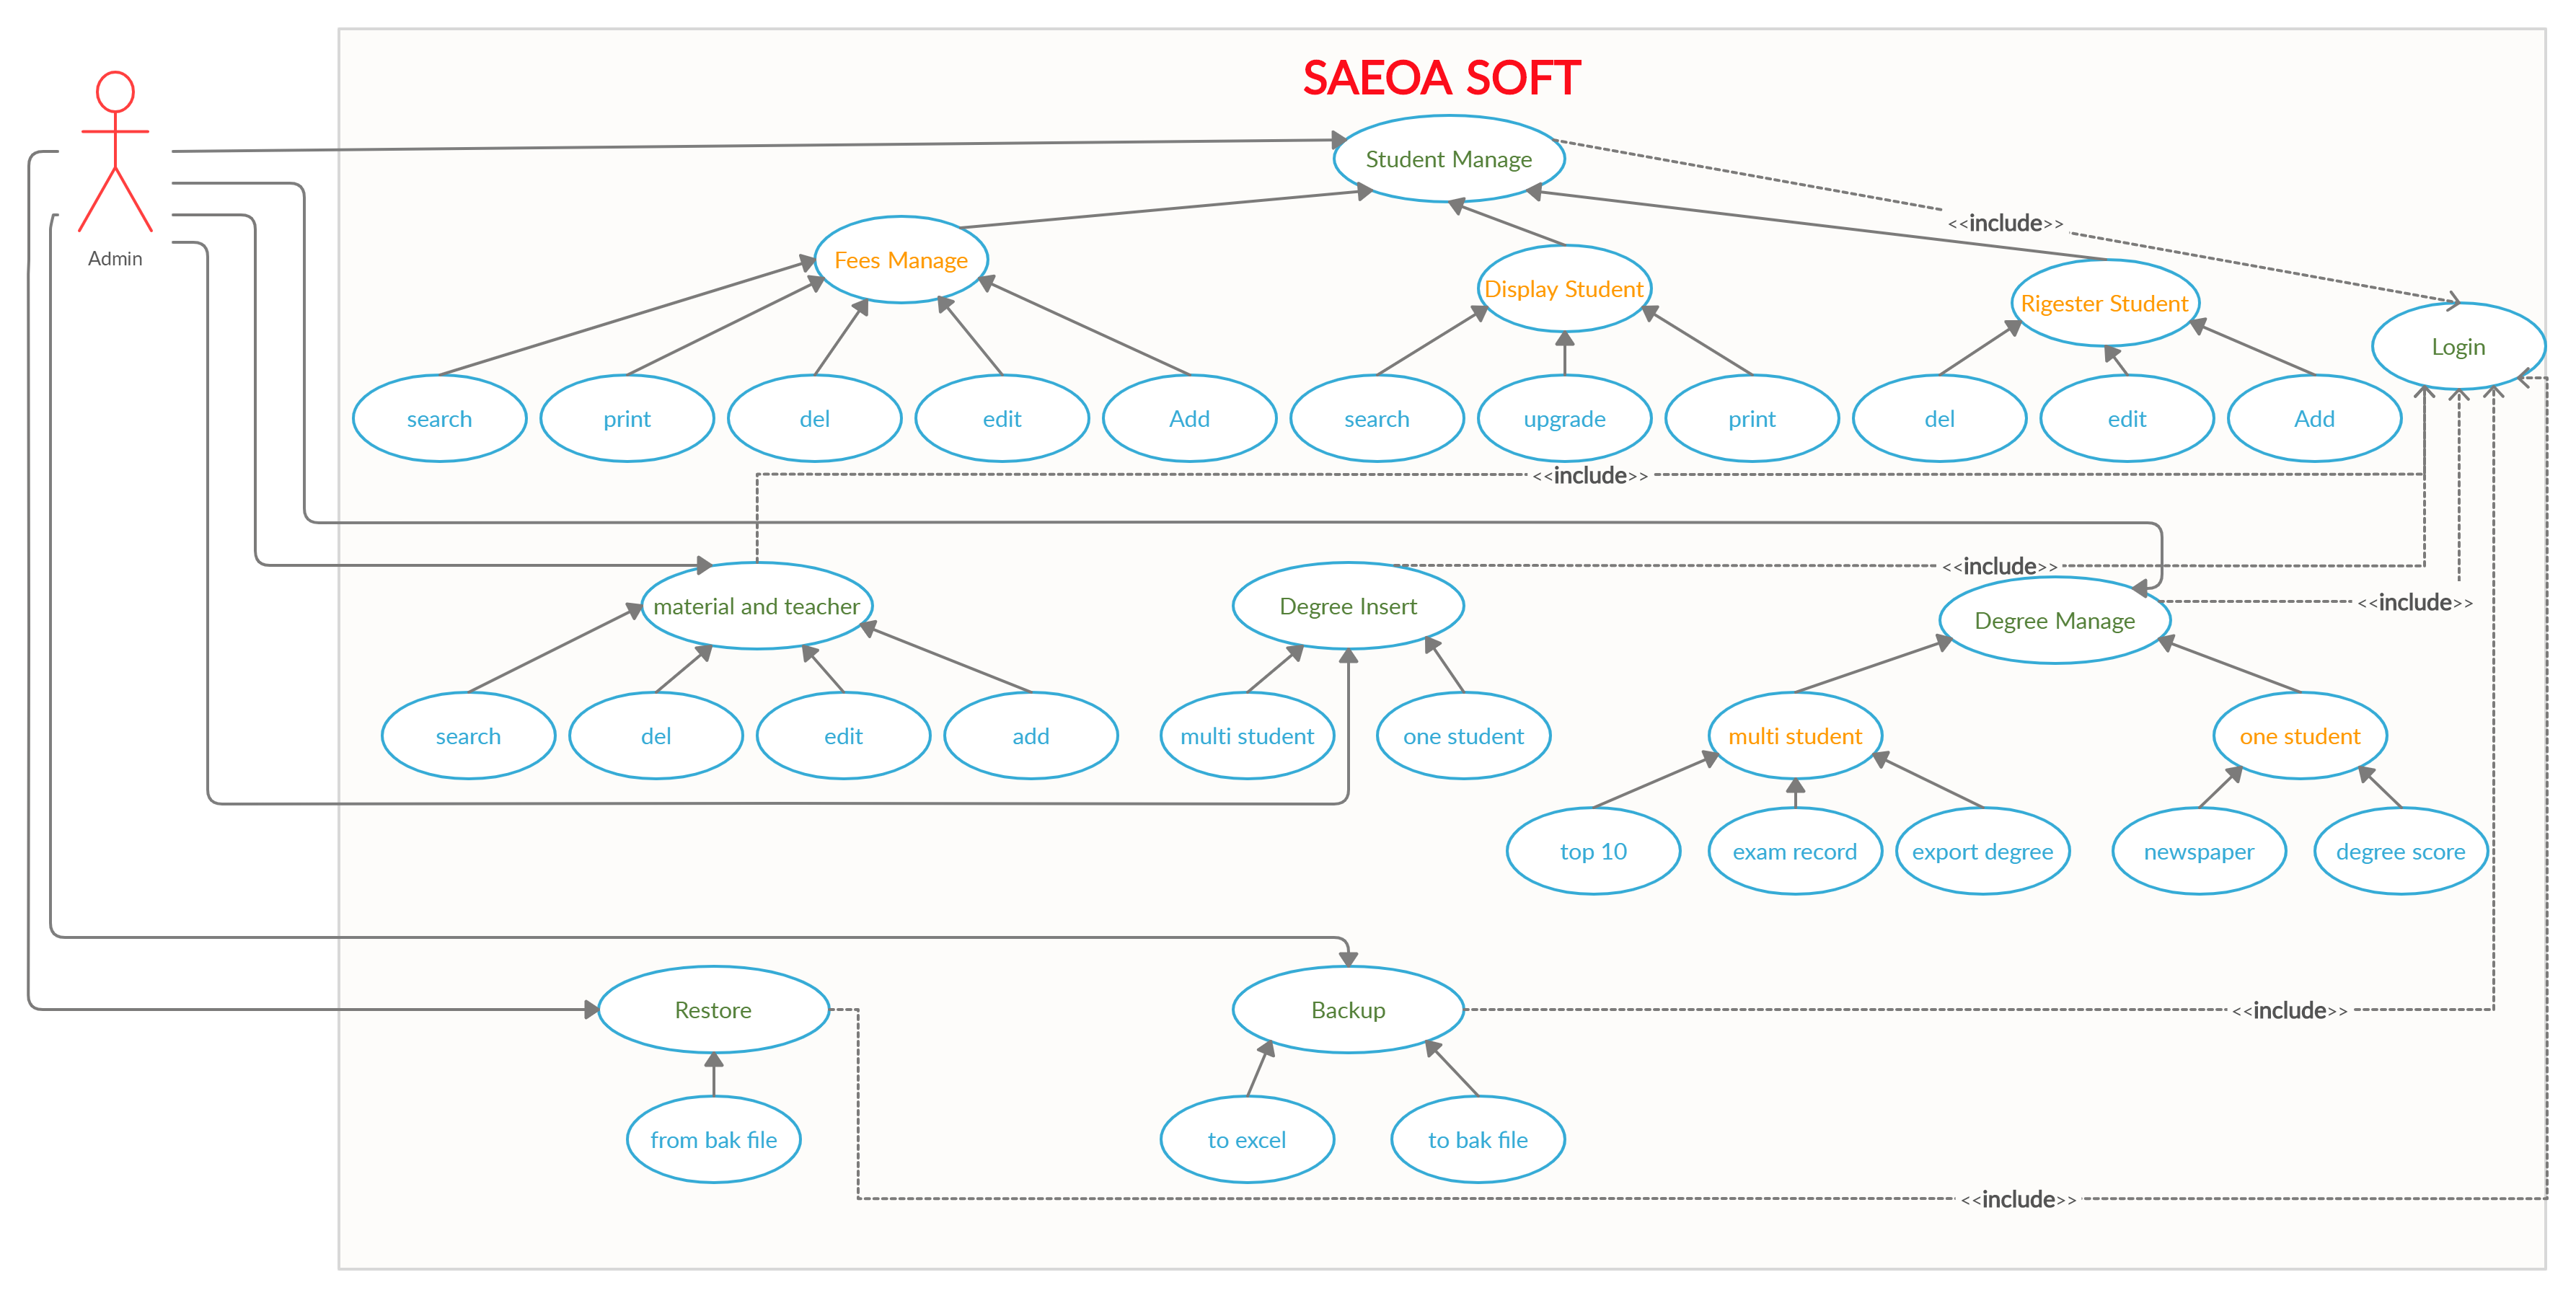 SAEOA SOFT
Admin
Student Manage
<<include>>
Fees Manage
Display Student
Rigester Student
Login
search
print
del
edit
Add
search
upgrade
print
del
edit
Add
<<include>>
<<include>>
material and teacher
Degree Insert
Degree Manage
<<include>>
search
del
edit
add
multi student
one student
multi student
one student
top 10
exam record
export degree
newspaper
degree score
Restore
Backup
<<include>>
from bak file
to excel
to bak file
<<include>>